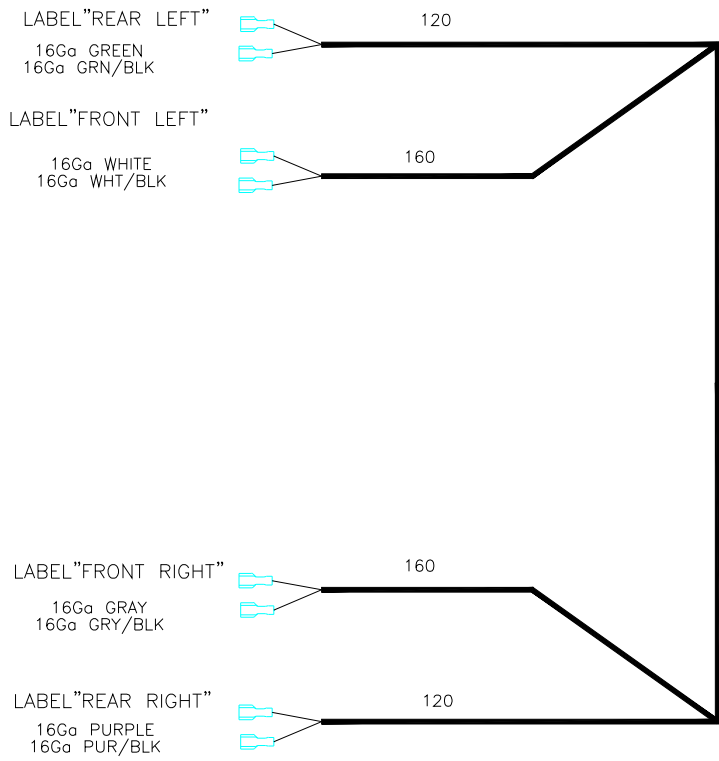 LABEL"REAR LEFT"
120
16Ga GREEN
16Ga GRN/BLK
LABEL"FRONT LEFT"
160
16Ga WHITE
16Ga WHT/BLK
LABEL"FRONT RIGHT"
160
16Ga GRAY
16Ga GRY/BLK
LABEL"REAR RIGHT"
120
16Ga PURPLE
16Ga PUR/BLK